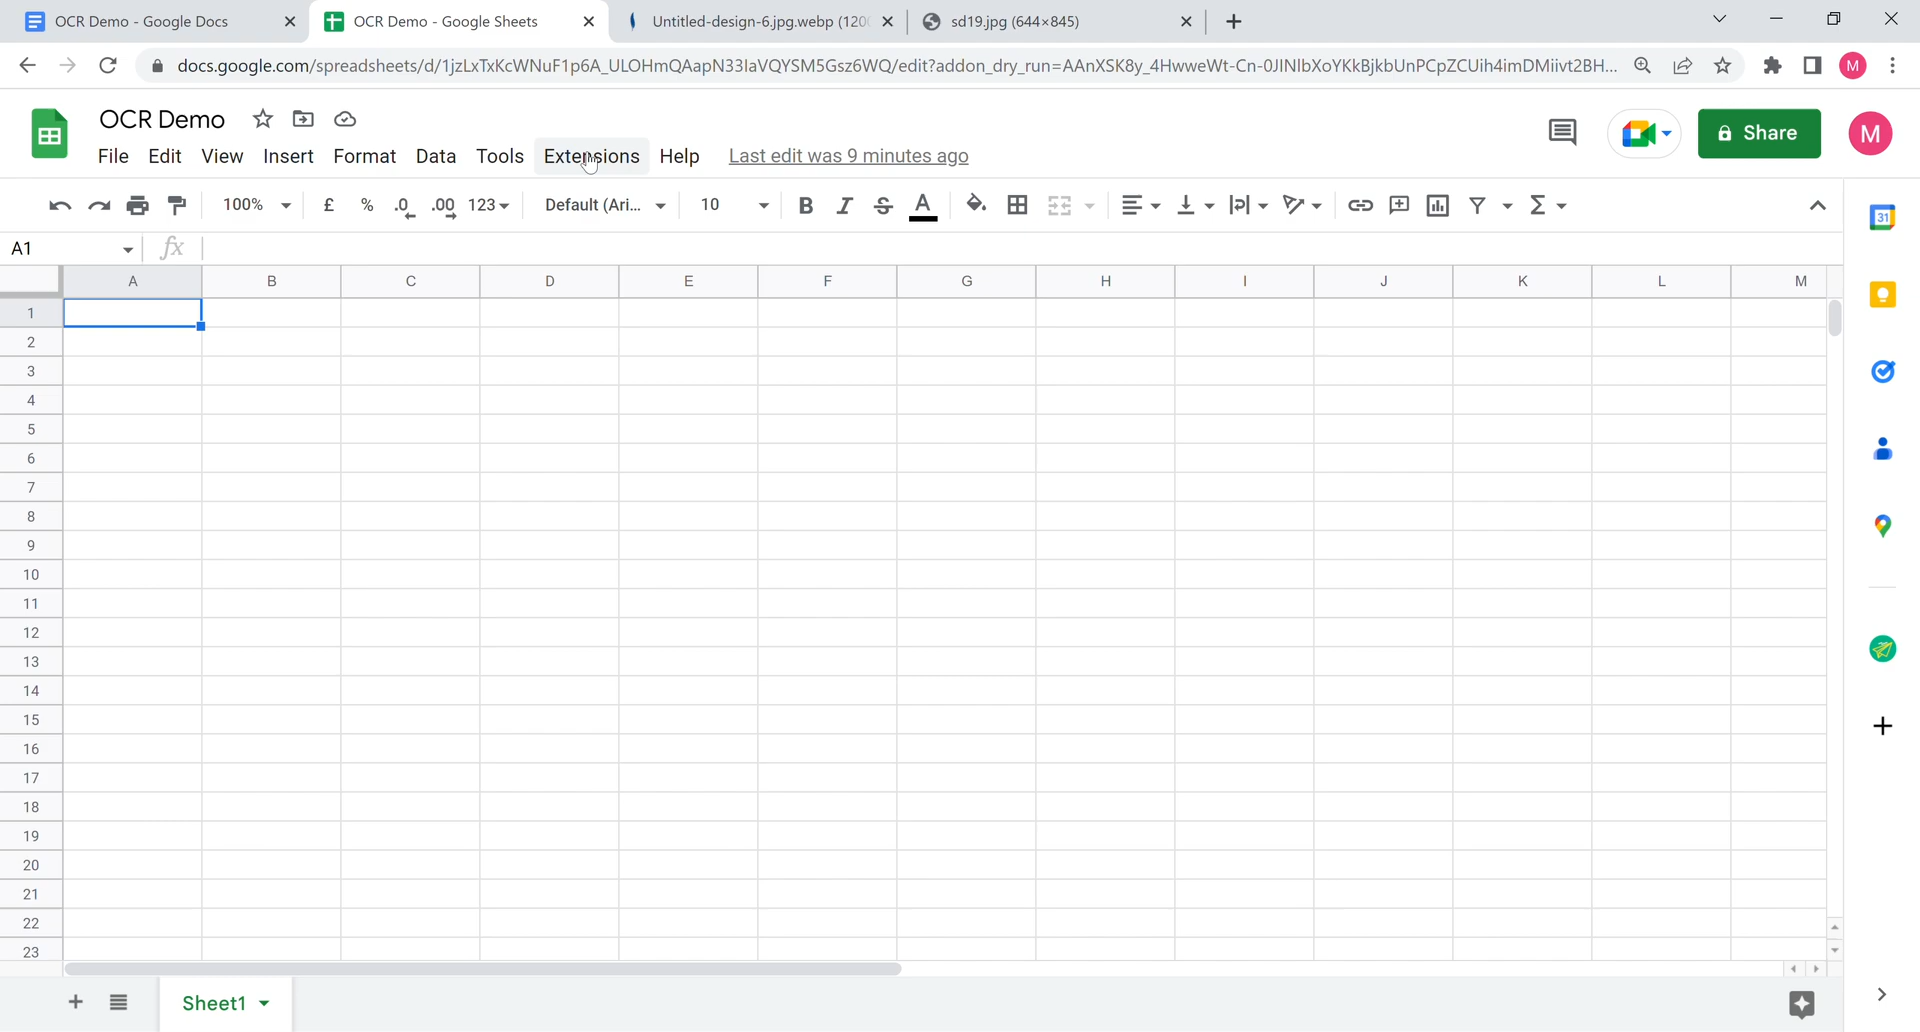 OCR Demo - Google Docs
OCR Demo - Google Sheets
Untitled-design-6.jpg.webp (120
sd19.jpg (644×845)
docs.google.com/spreadsheets/d/1jzLxTxKcWNuF1p6A_ULOHmQAapN33IaVQYSM5Gsz6WQ/edit?addon_dry_run=AAnXSK8y_4HwweWt-Cn-0JINlbXoYKkBjkbUnPCpZCUih4imDMiivt2BH...
M
OCR Demo
Share
M
File Edit View Insert Format Data Tools Extensions Help Last edit was 9 minutes ago
100% £ % .0 .00 123 Default (Ari... 10 B I S A Σ
31
A1 fx
A B C D E F G H I J K L M
1
2
3
4
5
6
7
8
9
10
11
12
13
14
15
16
17
18
19
20
21
22
23
Sheet1